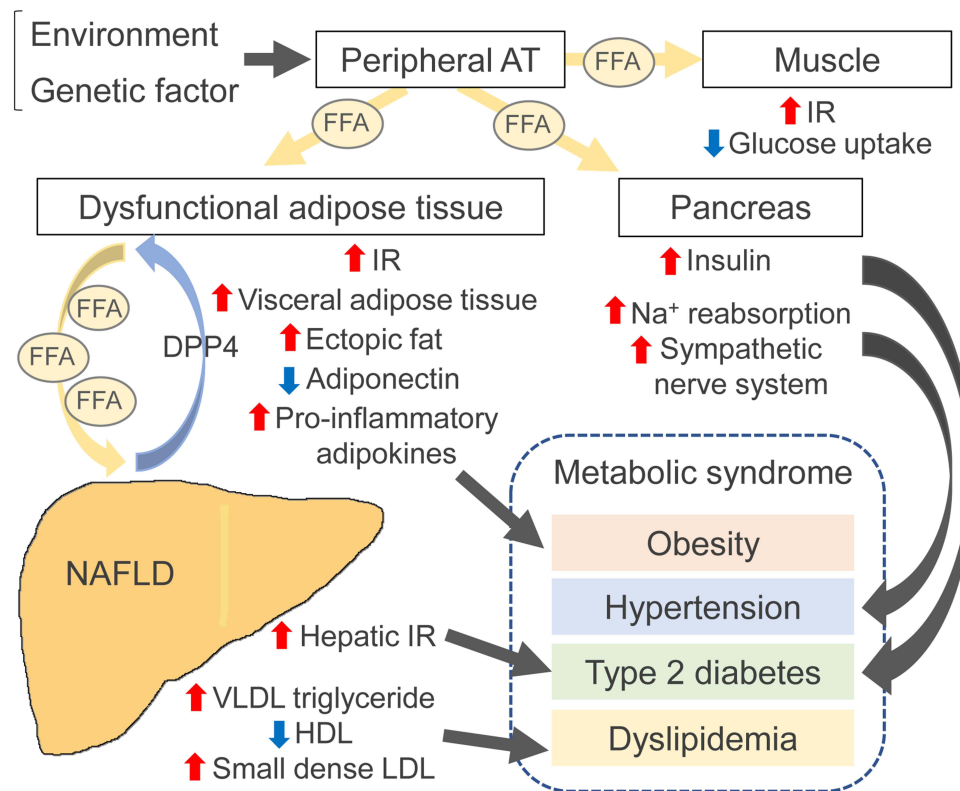 Environment
Genetic factor
Peripheral AT
FFA
Muscle
IR
Glucose uptake
FFA
FFA
Dysfunctional adipose tissue
Pancreas
IR
Visceral adipose tissue
Ectopic fat
Adiponectin
Pro-inflammatory
adipokines
Insulin
Na⁺ reabsorption
Sympathetic
nerve system
FFA
FFA
FFA
DPP4
NAFLD
Hepatic IR
VLDL triglyceride
HDL
Small dense LDL
Metabolic syndrome
Obesity
Hypertension
Type 2 diabetes
Dyslipidemia